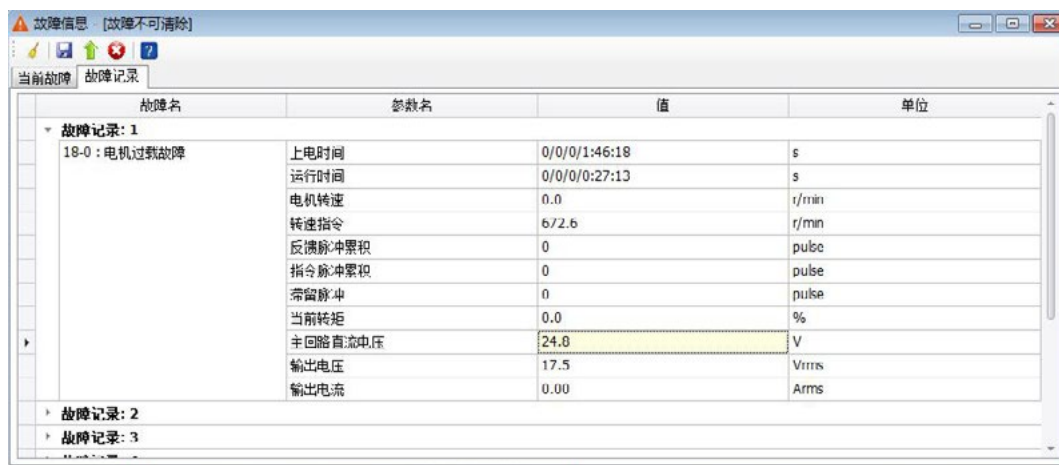 故障信息 - [故障不可清除]
当前故障 故障记录
故障名 参数名 值 单位
故障记录: 1
18-0 : 电机过载故障 上电时间 0/0/0/1:46:18 s
运行时间 0/0/0/0:27:13 s
电机转速 0.0 r/min
转速指令 672.6 r/min
反馈脉冲累积 0 pulse
指令脉冲累积 0 pulse
滞留脉冲 0 pulse
当前转矩 0.0 %
主回路直流电压 24.8 V
输出电压 17.5 Vrms
输出电流 0.00 Arms
故障记录: 2
故障记录: 3